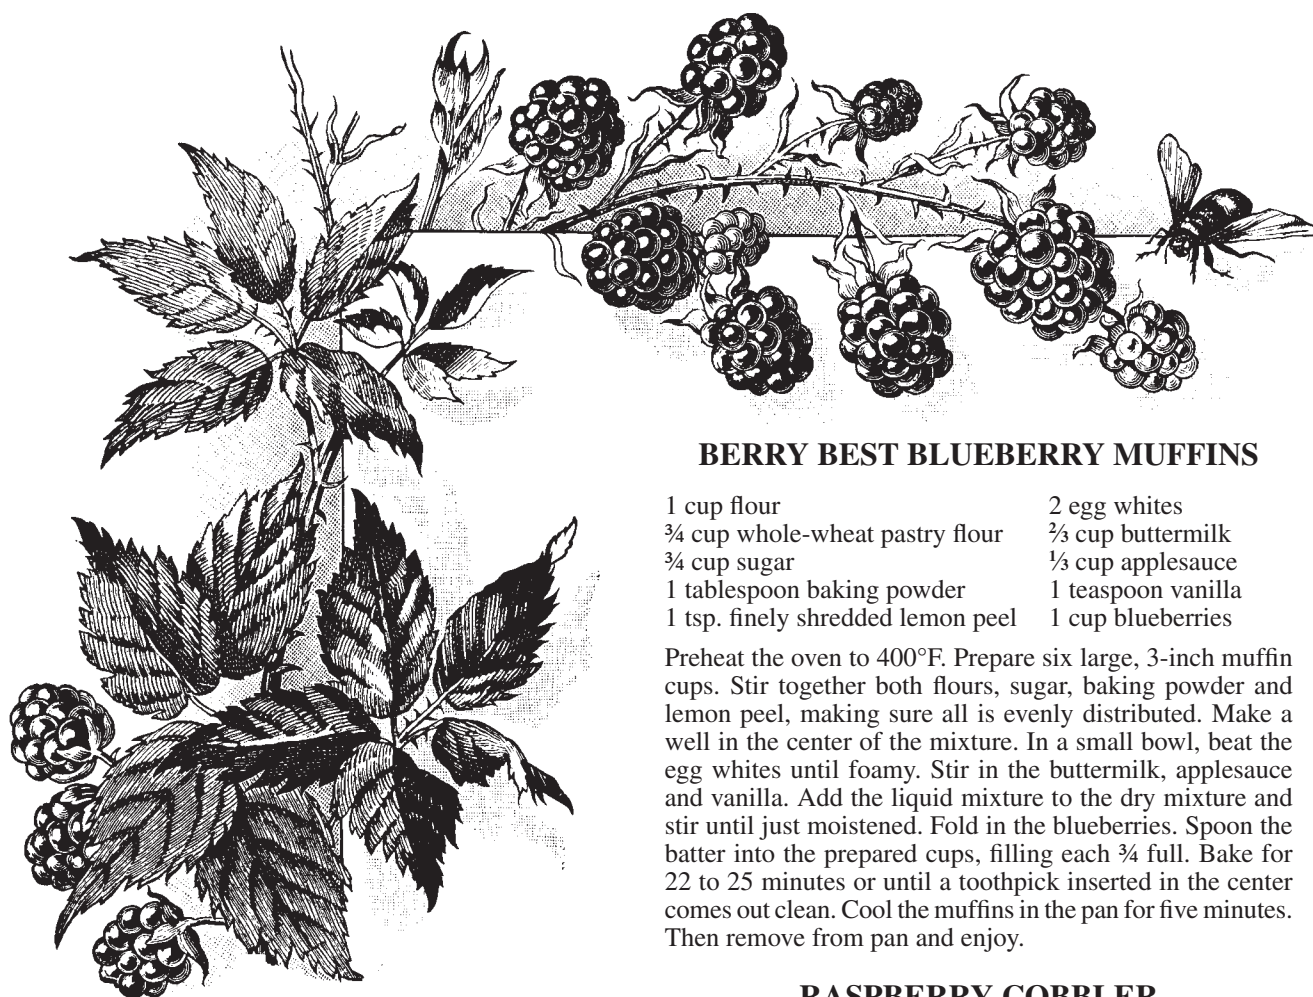 BERRY BEST BLUEBERRY MUFFINS
1 cup flour
¾ cup whole-wheat pastry flour
¾ cup sugar
1 tablespoon baking powder
1 tsp. finely shredded lemon peel
2 egg whites
⅔ cup buttermilk
⅓ cup applesauce
1 teaspoon vanilla
1 cup blueberries
Preheat the oven to 400°F. Prepare six large, 3-inch muffin
cups. Stir together both flours, sugar, baking powder and
lemon peel, making sure all is evenly distributed. Make a
well in the center of the mixture. In a small bowl, beat the
egg whites until foamy. Stir in the buttermilk, applesauce
and vanilla. Add the liquid mixture to the dry mixture and
stir until just moistened. Fold in the blueberries. Spoon the
batter into the prepared cups, filling each ¾ full. Bake for
22 to 25 minutes or until a toothpick inserted in the center
comes out clean. Cool the muffins in the pan for five minutes.
Then remove from pan and enjoy.
RASPBERRY COBBLER